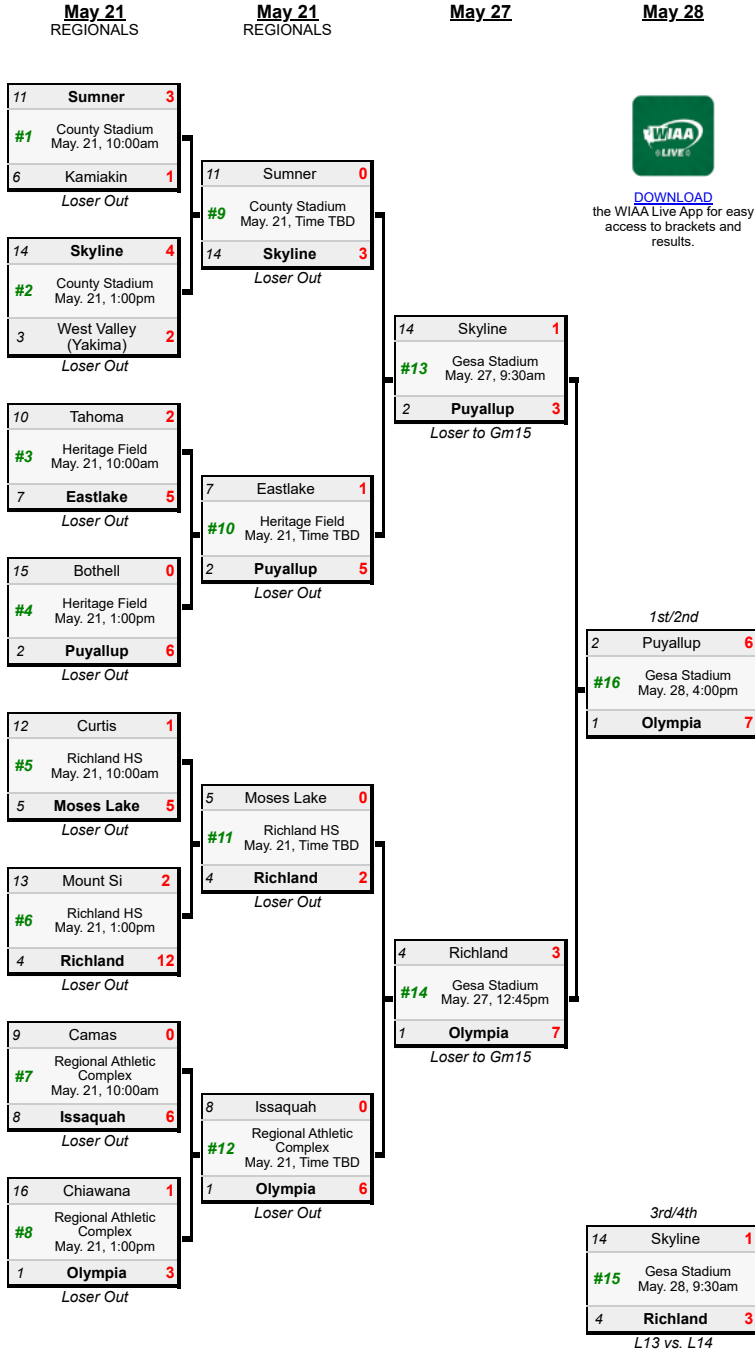 May 21
REGIONALS
May 21
REGIONALS
May 27
May 28
11 Sumner 3
#1 County Stadium
May. 21, 10:00am
6 Kamiakin 1
Loser Out
14 Skyline 4
#2 County Stadium
May. 21, 1:00pm
3 West Valley
(Yakima) 2
Loser Out
10 Tahoma 2
#3 Heritage Field
May. 21, 10:00am
7 Eastlake 5
Loser Out
15 Bothell 0
#4 Heritage Field
May. 21, 1:00pm
2 Puyallup 6
Loser Out
12 Curtis 1
#5 Richland HS
May. 21, 10:00am
5 Moses Lake 5
Loser Out
13 Mount Si 2
#6 Richland HS
May. 21, 1:00pm
4 Richland 12
Loser Out
9 Camas 0
#7 Regional Athletic
Complex
May. 21, 10:00am
8 Issaquah 6
Loser Out
16 Chiawana 1
#8 Regional Athletic
Complex
May. 21, 1:00pm
1 Olympia 3
Loser Out
11 Sumner 0
#9 County Stadium
May. 21, Time TBD
14 Skyline 3
Loser Out
7 Eastlake 1
#10 Heritage Field
May. 21, Time TBD
2 Puyallup 5
Loser Out
5 Moses Lake 0
#11 Richland HS
May. 21, Time TBD
4 Richland 2
Loser Out
8 Issaquah 0
#12 Regional Athletic
Complex
May. 21, Time TBD
1 Olympia 6
Loser Out
14 Skyline 1
#13 Gesa Stadium
May. 27, 9:30am
2 Puyallup 3
Loser to Gm15
4 Richland 3
#14 Gesa Stadium
May. 27, 12:45pm
1 Olympia 7
Loser to Gm15
WIAA
LIVE
DOWNLOAD
the WIAA Live App for easy
access to brackets and
results.
1st/2nd
2 Puyallup 6
#16 Gesa Stadium
May. 28, 4:00pm
1 Olympia 7
3rd/4th
14 Skyline 1
#15 Gesa Stadium
May. 28, 9:30am
4 Richland 3
L13 vs. L14